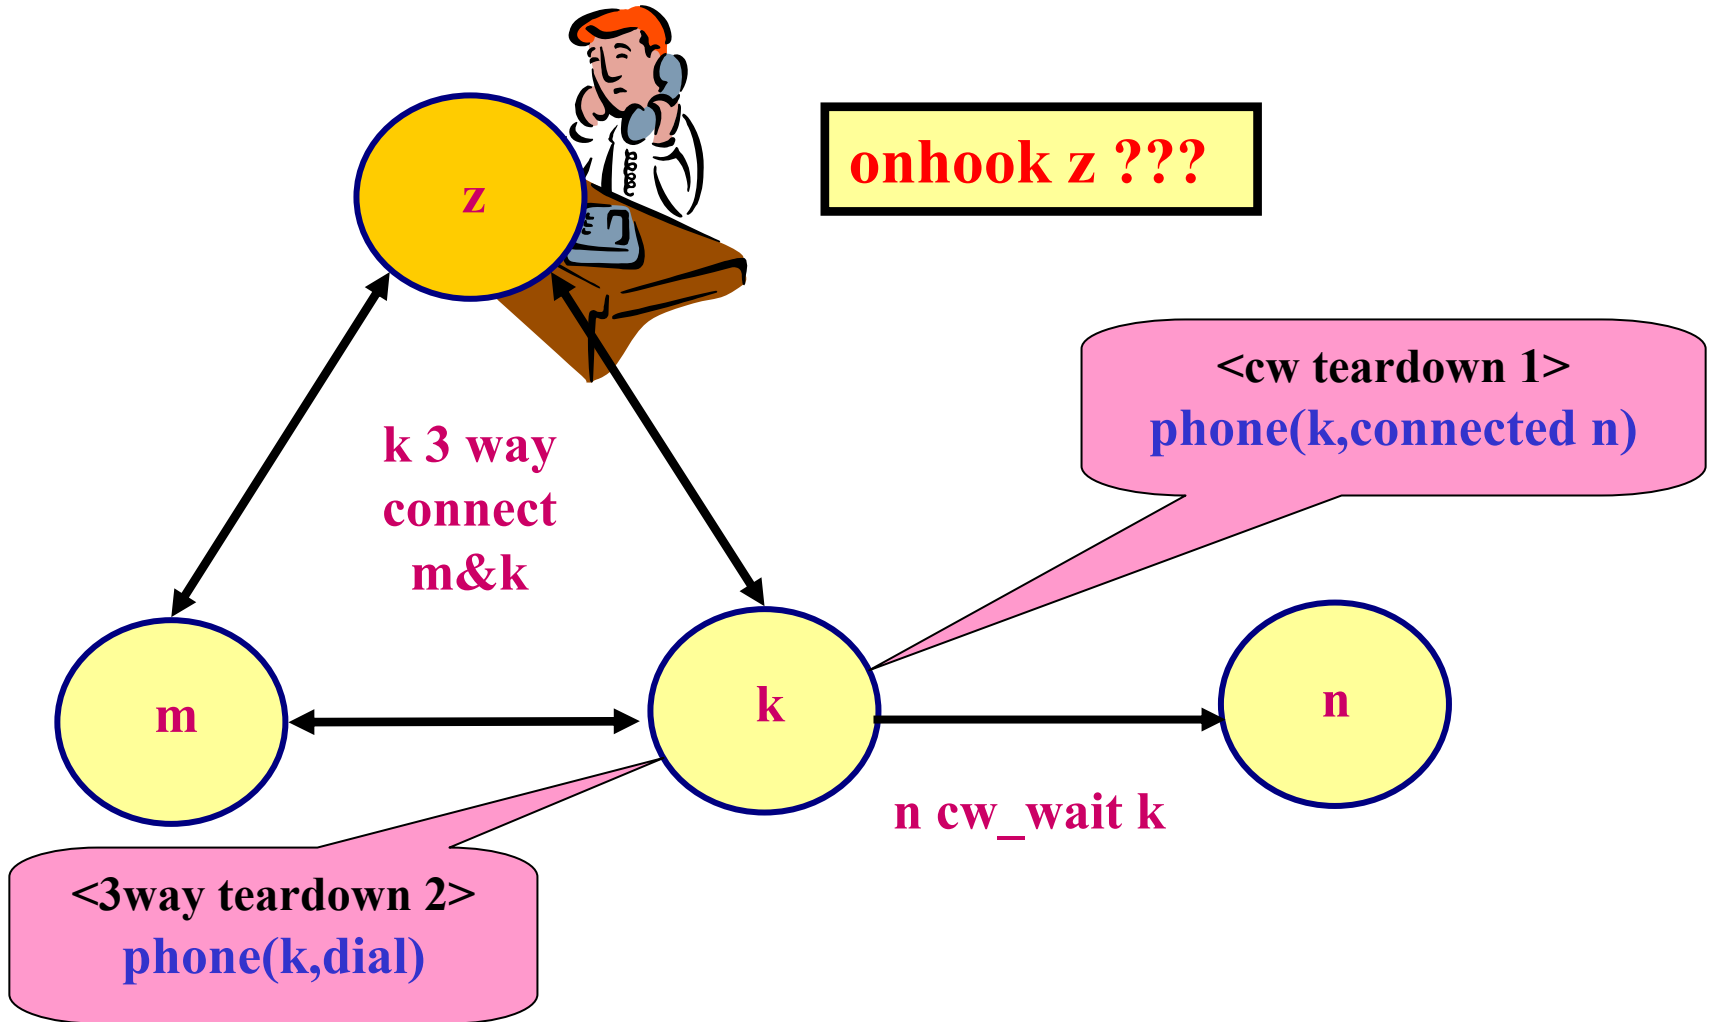 z
onhook z ???
<cw teardown 1>
phone(k,connected n)
k 3 way
connect
m&k
m
k
n
n cw_wait k
<3way teardown 2>
phone(k,dial)